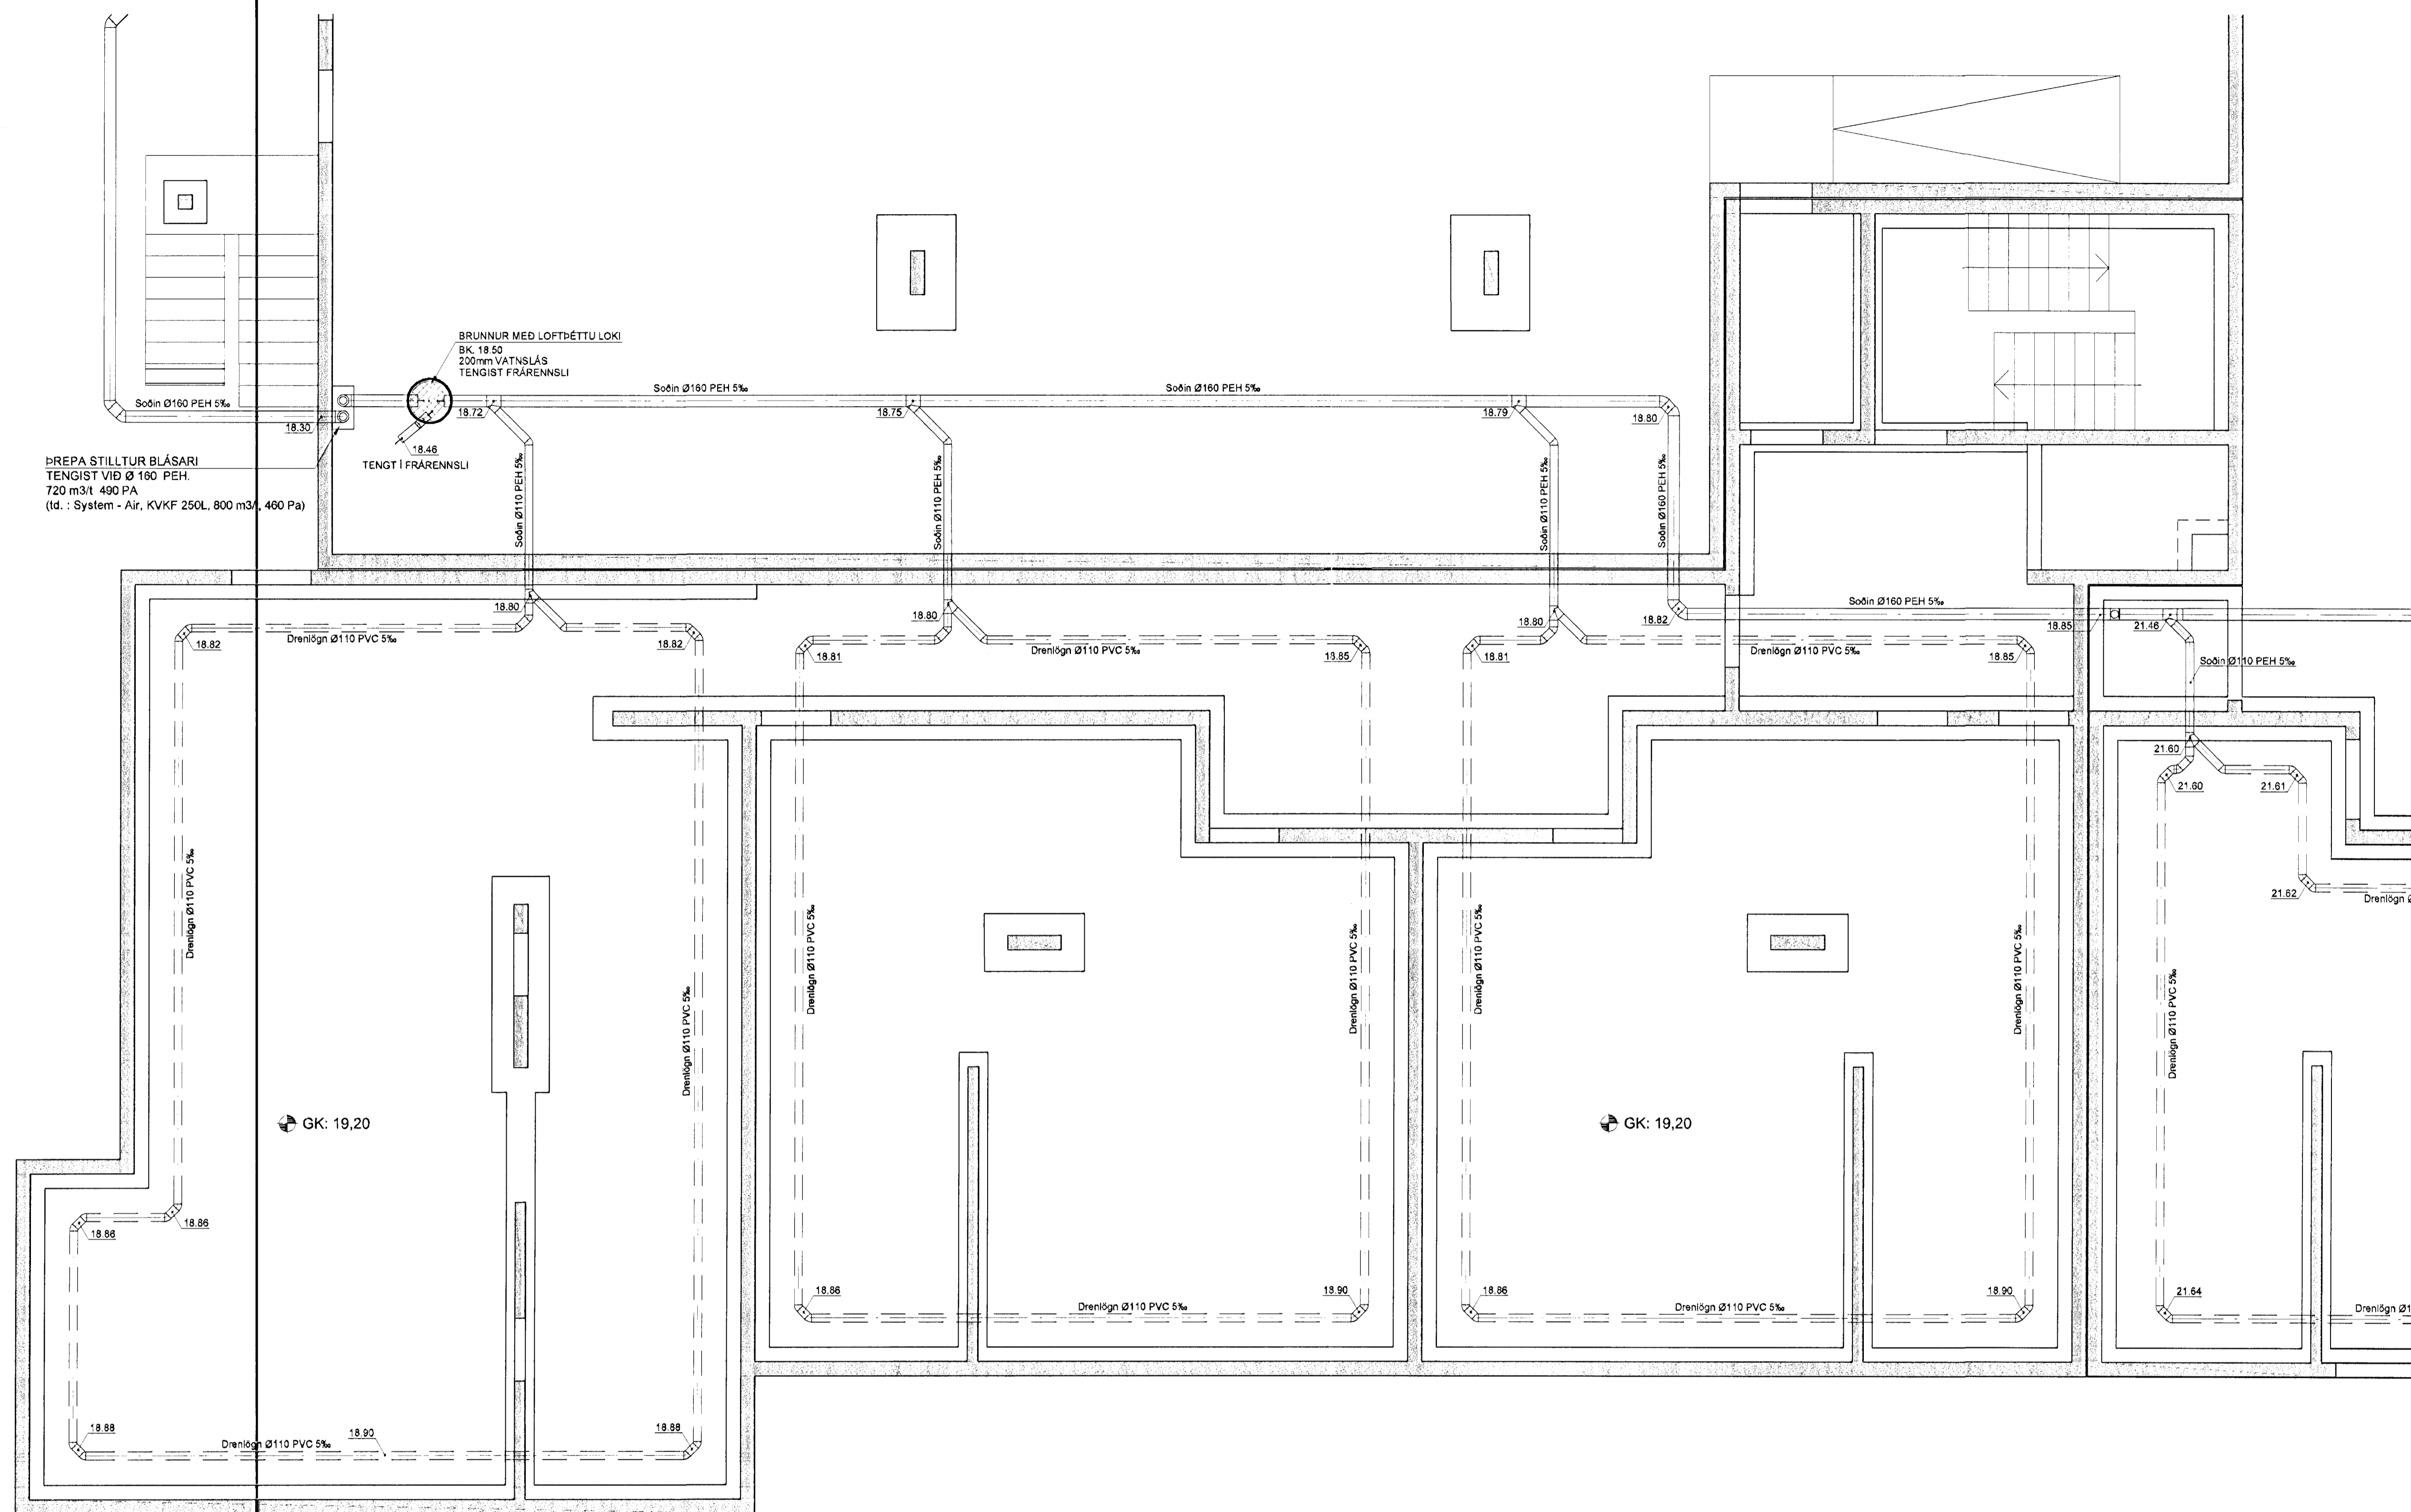 BRUNNUR MEÐ LOFTÞÉTTU LOKI
BK. 18.50
200mm VATNSLÁS
TENGIST FRÁRENNSLI
Soðin Ø160 PEH 5‰
Soðin Ø160 PEH 5‰
Soðin Ø160 PEH 5‰
18.30
18.72
18.75
18.79
18.80
18.46
TENGT Í FRÁRENNSLI
ÞREPA STILLTUR BLÁSARI
TENGIST VIÐ Ø 160 PEH.
720 m3/t 490 PA
(td. : System - Air, KVKF 250L, 800 m3/, 460 Pa)
Soðin Ø110 PEH 5‰
Soðin Ø110 PEH 5‰
Soðin Ø110 PEH 5‰
Soðin Ø160 PEH 5‰
18.80
18.80
18.80
18.82
Soðin Ø160 PEH 5‰
18.85
21.46
18.82
Drenlögn Ø110 PVC 5‰
18.82
18.81
Drenlögn Ø110 PVC 5‰
18.85
18.81
Drenlögn Ø110 PVC 5‰
18.85
Soðin Ø110 PEH 5‰
21.60
21.60
21.61
21.62
Drenlögn Ø
Drenlögn Ø110 PVC 5‰
Drenlögn Ø110 PVC 5‰
Drenlögn Ø110 PVC 5‰
Drenlögn Ø110 PVC 5‰
Drenlögn Ø110 PVC 5‰
Drenlögn Ø110 PVC 5‰
Drenlögn Ø110 PVC 5‰
GK: 19,20
GK: 19,20
18.86
18.86
18.86
Drenlögn Ø110 PVC 5‰
18.90
18.86
Drenlögn Ø110 PVC 5‰
18.90
21.64
Drenlögn Ø1
18.88
Drenlögn Ø110 PVC 5‰
18.90
18.88